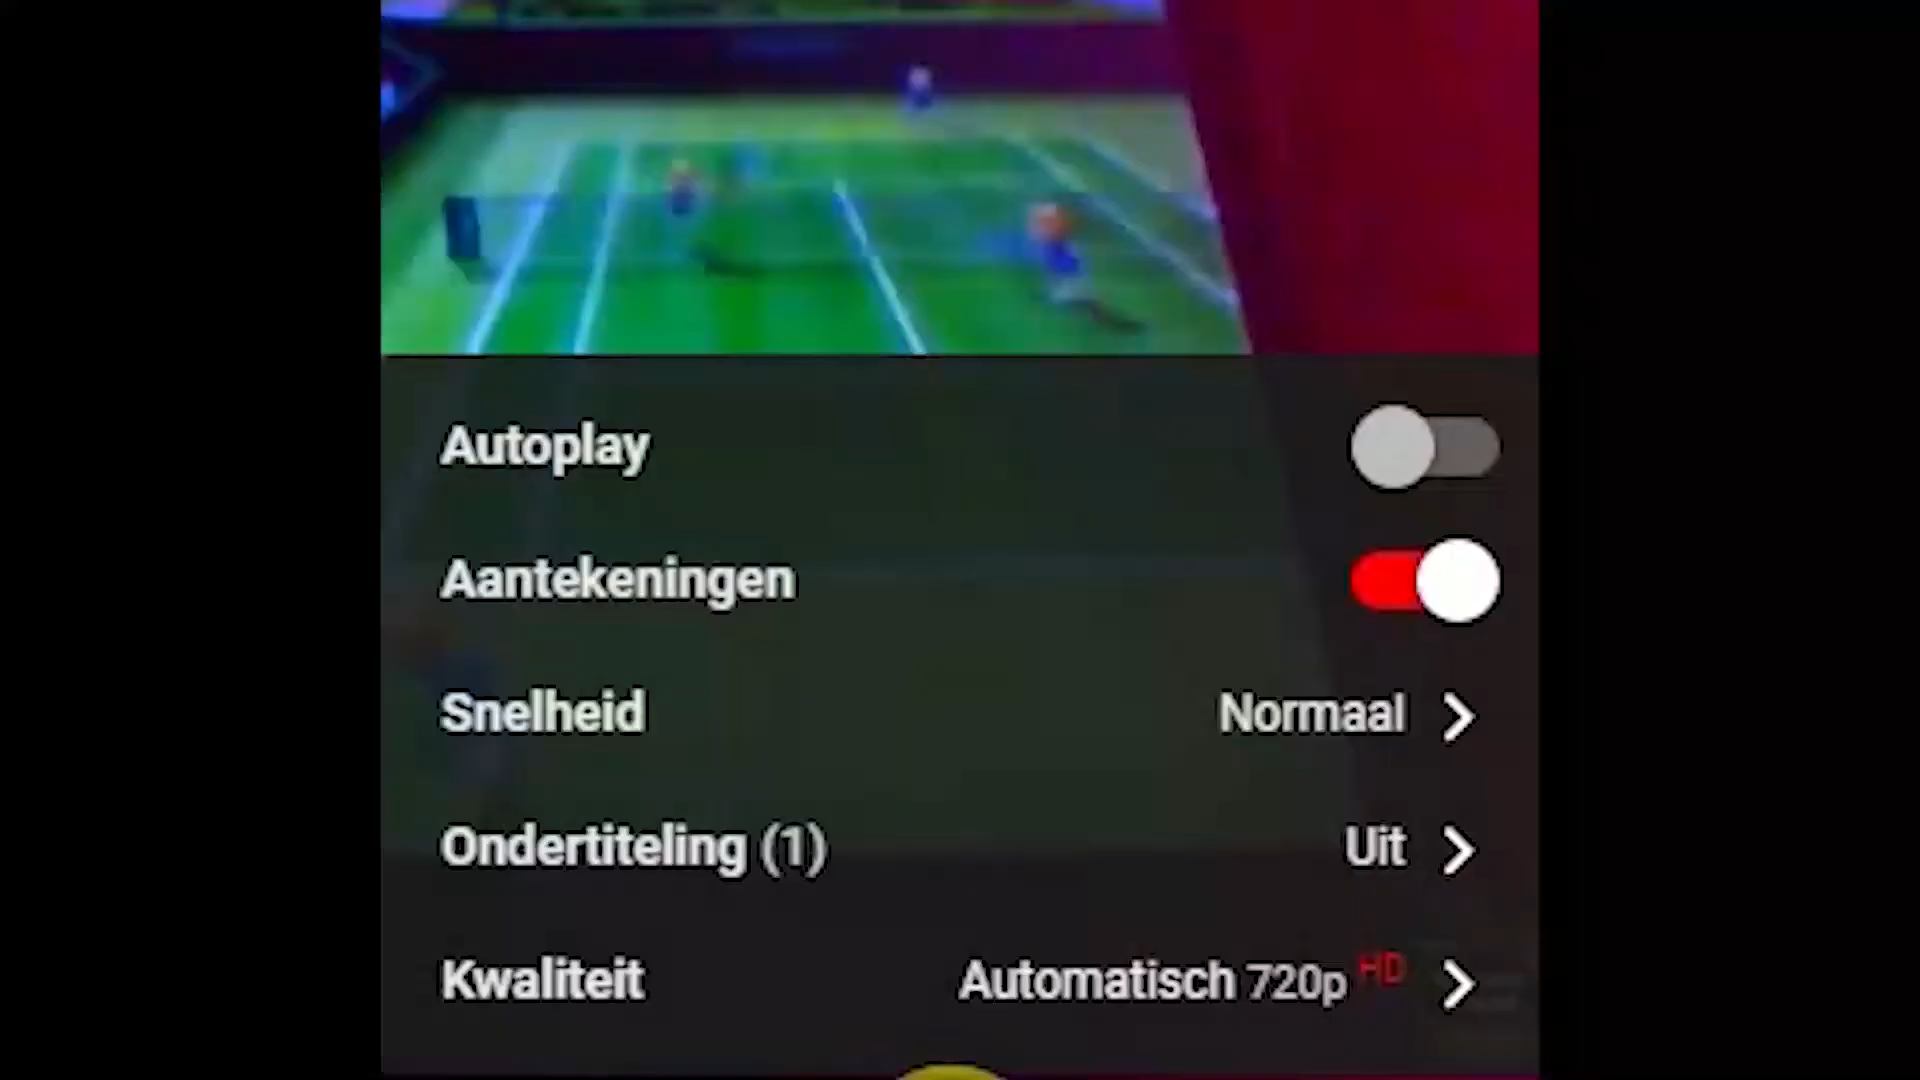 Autoplay
Aantekeningen
Snelheid Normaal
Ondertiteling (1) Uit
Kwaliteit Automatisch 720p HD